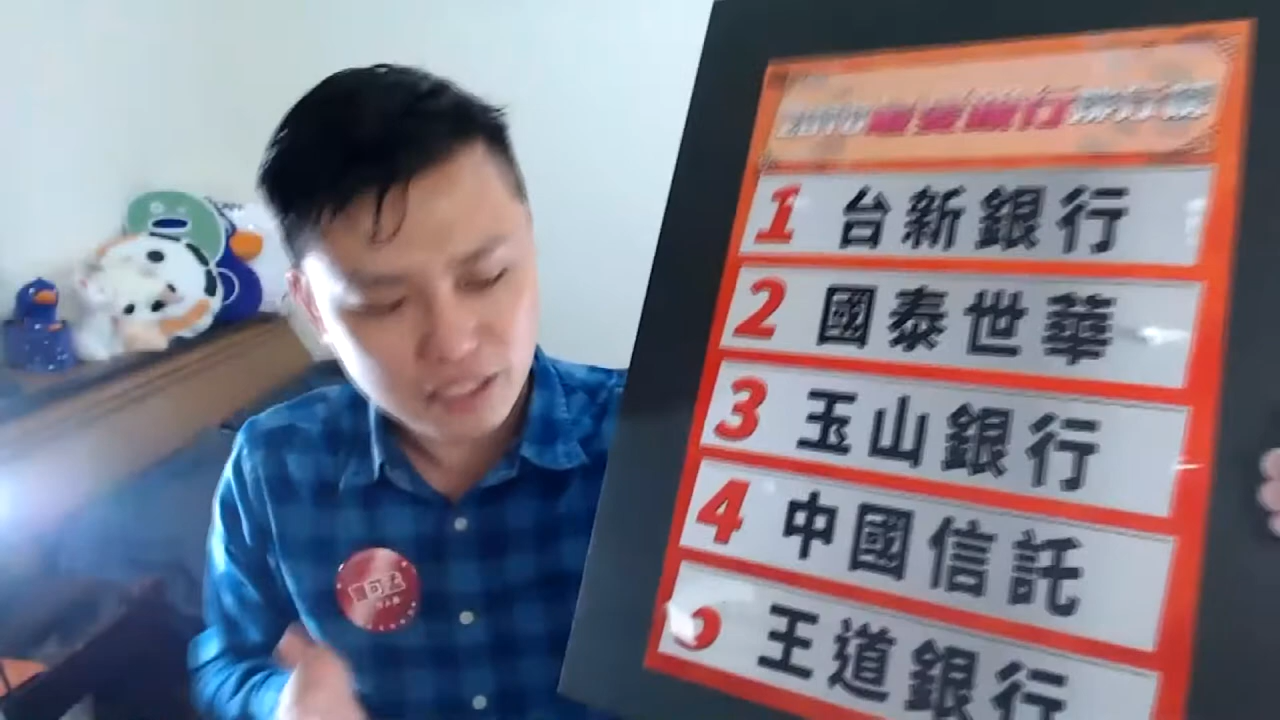 1 台新銀行
2 國泰世華
3 玉山銀行
4 中國信託
王道銀行